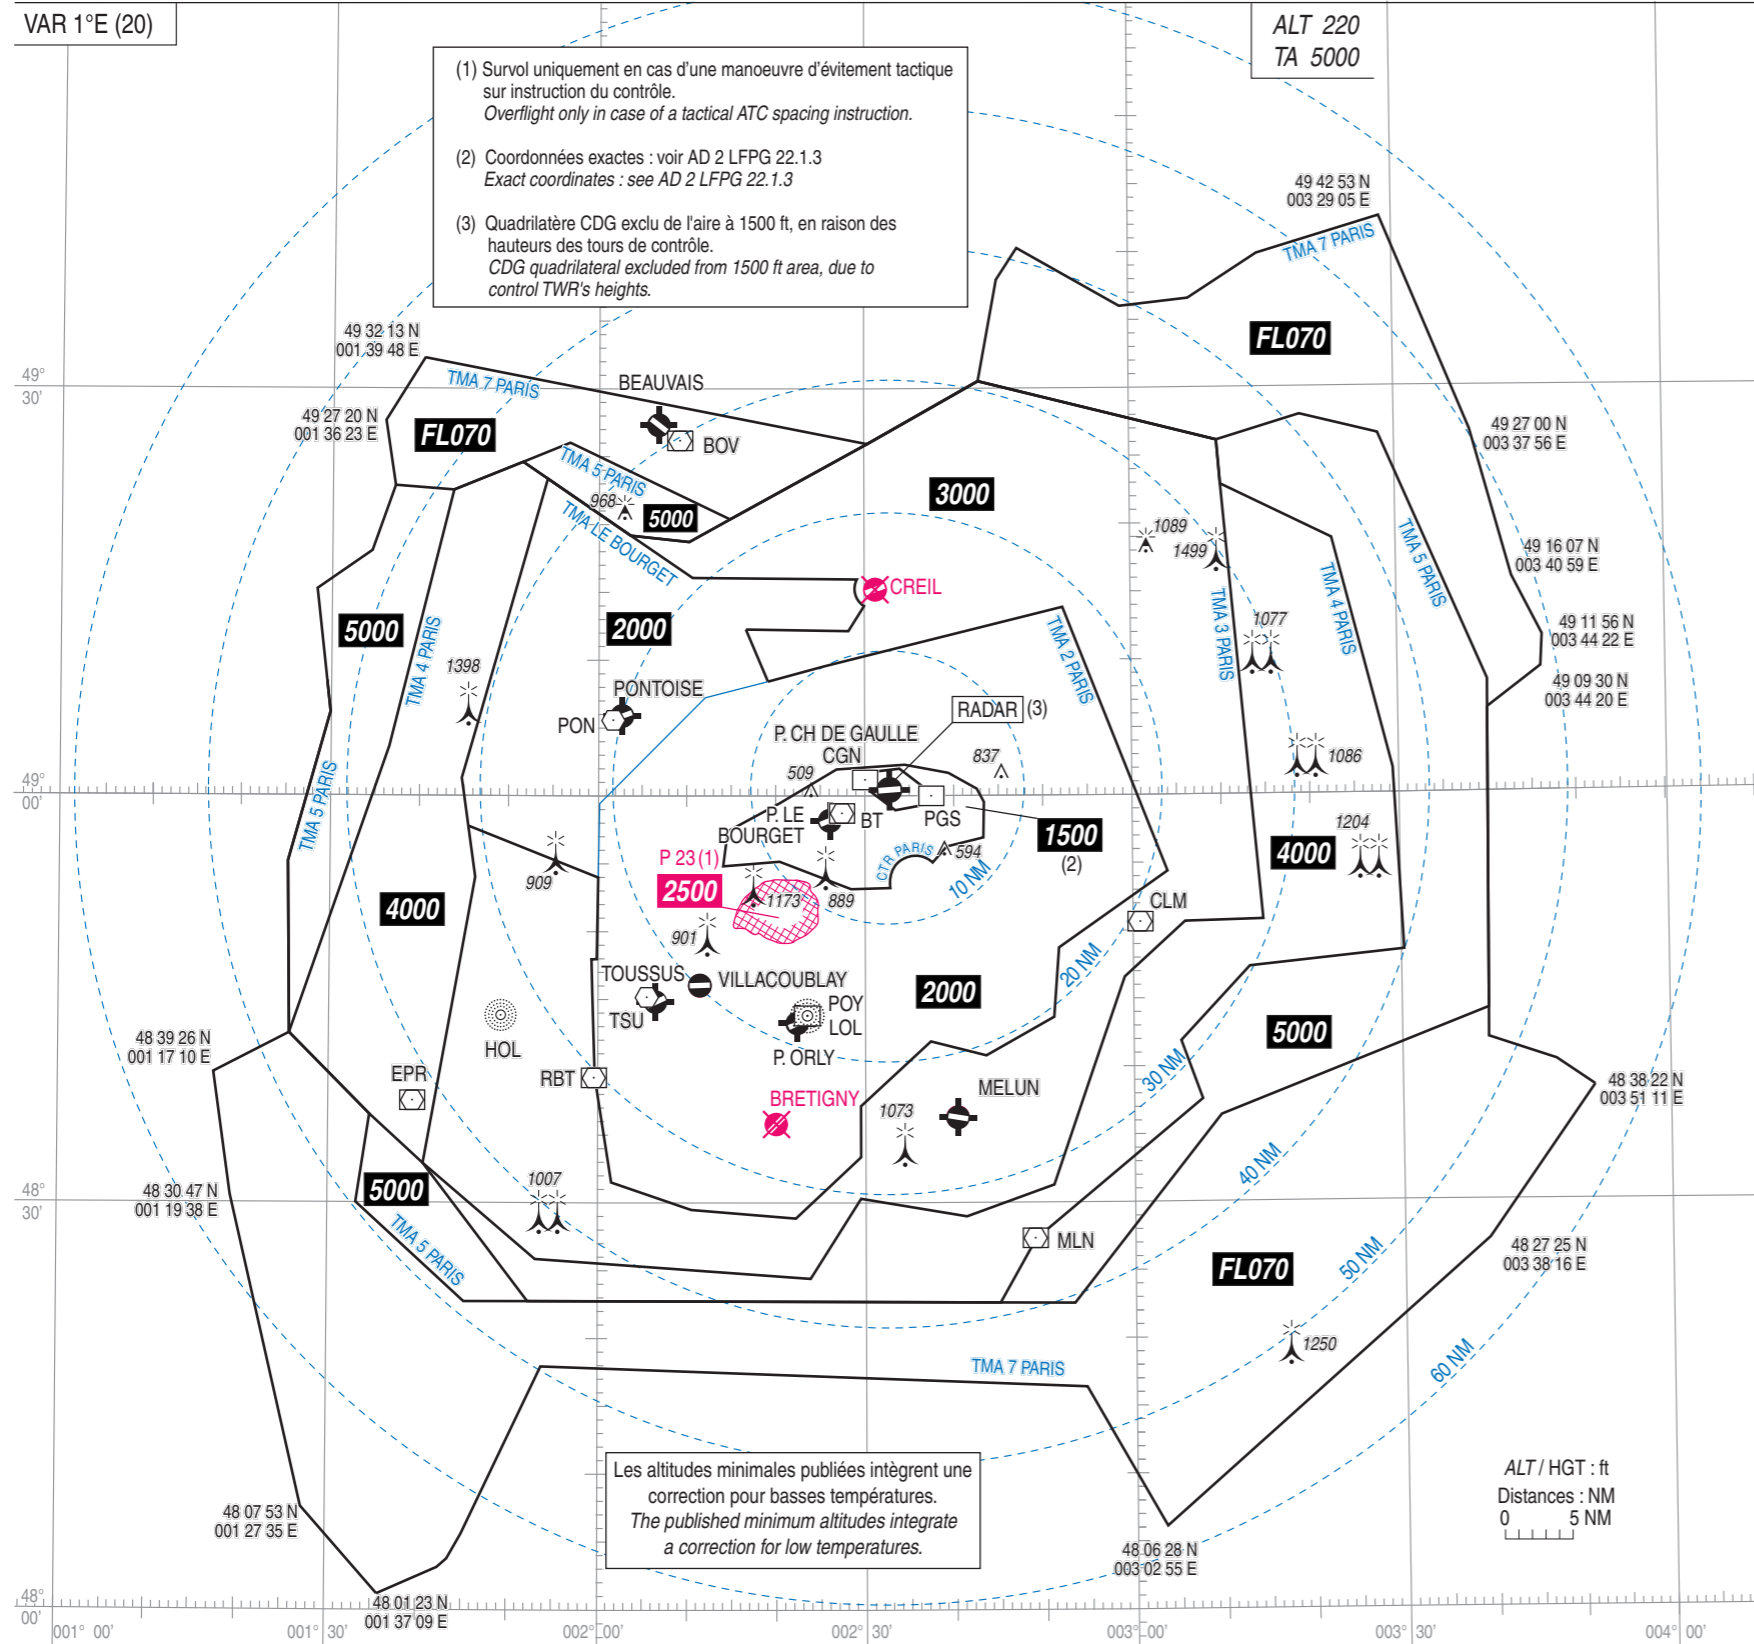 VAR 1°E (20)
ALT 220
TA 5000
(1) Survol uniquement en cas d'une manoeuvre d'évitement tactique
sur instruction du contrôle.
Overflight only in case of a tactical ATC spacing instruction.
(2) Coordonnées exactes : voir AD 2 LFPG 22.1.3
Exact coordinates : see AD 2 LFPG 22.1.3
(3) Quadrilatère CDG exclu de l'aire à 1500 ft, en raison des
hauteurs des tours de contrôle.
CDG quadrilateral excluded from 1500 ft area, due to
control TWR's heights.
49 42 53 N
003 29 05 E
TMA 7 PARIS
FL070
49 32 13 N
001 39 48 E
49°
30'
TMA 7 PARIS
BEAUVAIS
49 27 20 N
001 36 23 E
FL070
BOV
49 27 00 N
003 37 56 E
TMA 5 PARIS
968
5000
3000
TMA LE BOURGET
1089
1499
TMA 5 PARIS
49 16 07 N
003 40 59 E
CREIL
TMA 4 PARIS
5000
2000
TMA 4 PARIS
TMA 3 PARIS
1077
TMA 2 PARIS
49 11 56 N
003 44 22 E
1398
PONTOISE
PON
49 09 30 N
003 44 20 E
RADAR (3)
P. CH DE GAULLE
CGN
837
1086
509
49°
00'
TMA 5 PARIS
P. LE
BOURGET
BT
PGS
1500
(2)
1204
4000
CTR PARIS
594
10 NM
P 23 (1)
2500
909
1173
889
4000
CLM
901
20 NM
TOUSSUS
VILLACOUBLAY
2000
TSU
POY
LOL
P. ORLY
5000
HOL
48 39 26 N
001 17 10 E
EPR
RBT
30 NM
BRETIGNY
MELUN
1073
48 38 22 N
003 51 11 E
40 NM
5000
1007
48 30 47 N
001 19 38 E
48°
30'
TMA 5 PARIS
MLN
FL070
50 NM
48 27 25 N
003 38 16 E
1250
60 NM
TMA 7 PARIS
Les altitudes minimales publiées intègrent une
correction pour basses températures.
The published minimum altitudes integrate
a correction for low temperatures.
ALT / HGT : ft
Distances : NM
0 5 NM
48 07 53 N
001 27 35 E
48 06 28 N
003 02 55 E
48 01 23 N
001 37 09 E
48°
00'
001° 00'
001° 30'
002° 00'
002° 30'
003° 00'
003° 30'
004° 00'